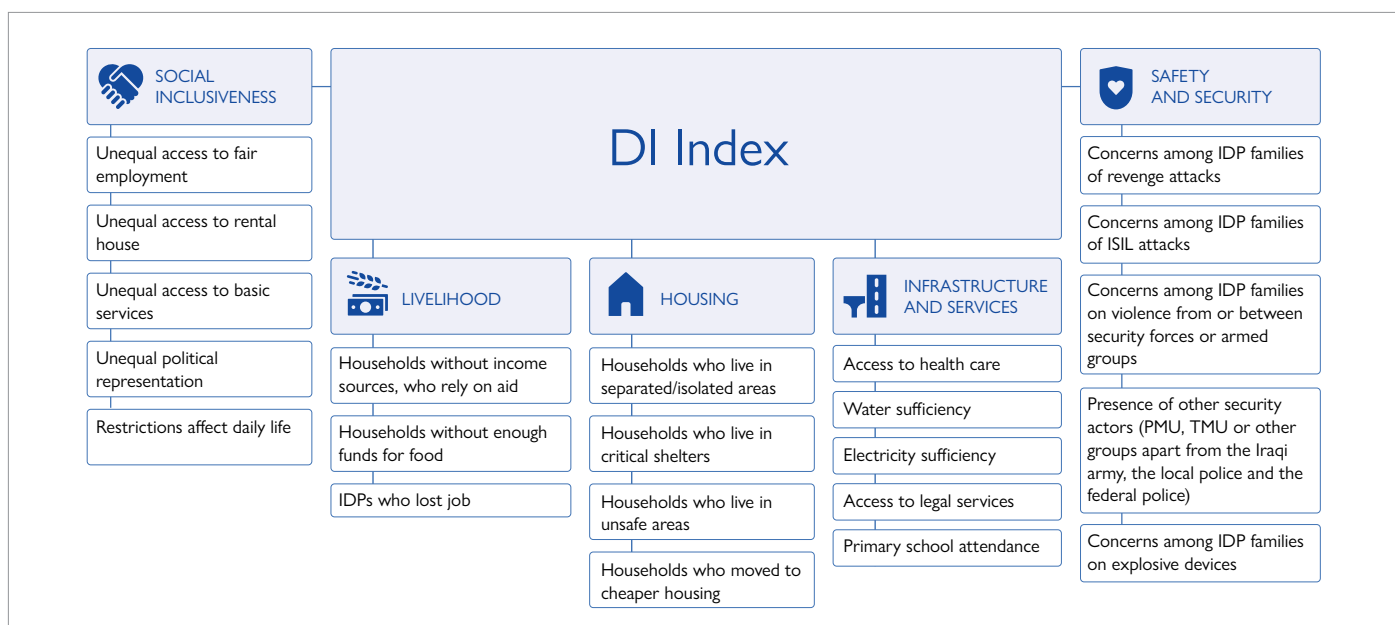 SOCIAL
INCLUSIVENESS
Unequal access to fair
employment
Unequal access to rental
house
Unequal access to basic
services
Unequal political
representation
Restrictions affect daily life
DI Index
LIVELIHOOD
Households without income
sources, who rely on aid
Households without enough
funds for food
IDPs who lost job
HOUSING
Households who live in
separated/isolated areas
Households who live in
critical shelters
Households who live in
unsafe areas
Households who moved to
cheaper housing
INFRASTRUCTURE
AND SERVICES
Access to health care
Water sufficiency
Electricity sufficiency
Access to legal services
Primary school attendance
SAFETY
AND SECURITY
Concerns among IDP families
of revenge attacks
Concerns among IDP families
of ISIL attacks
Concerns among IDP families
on violence from or between
security forces or armed
groups
Presence of other security
actors (PMU, TMU or other
groups apart from the Iraqi
army, the local police and the
federal police)
Concerns among IDP families
on explosive devices